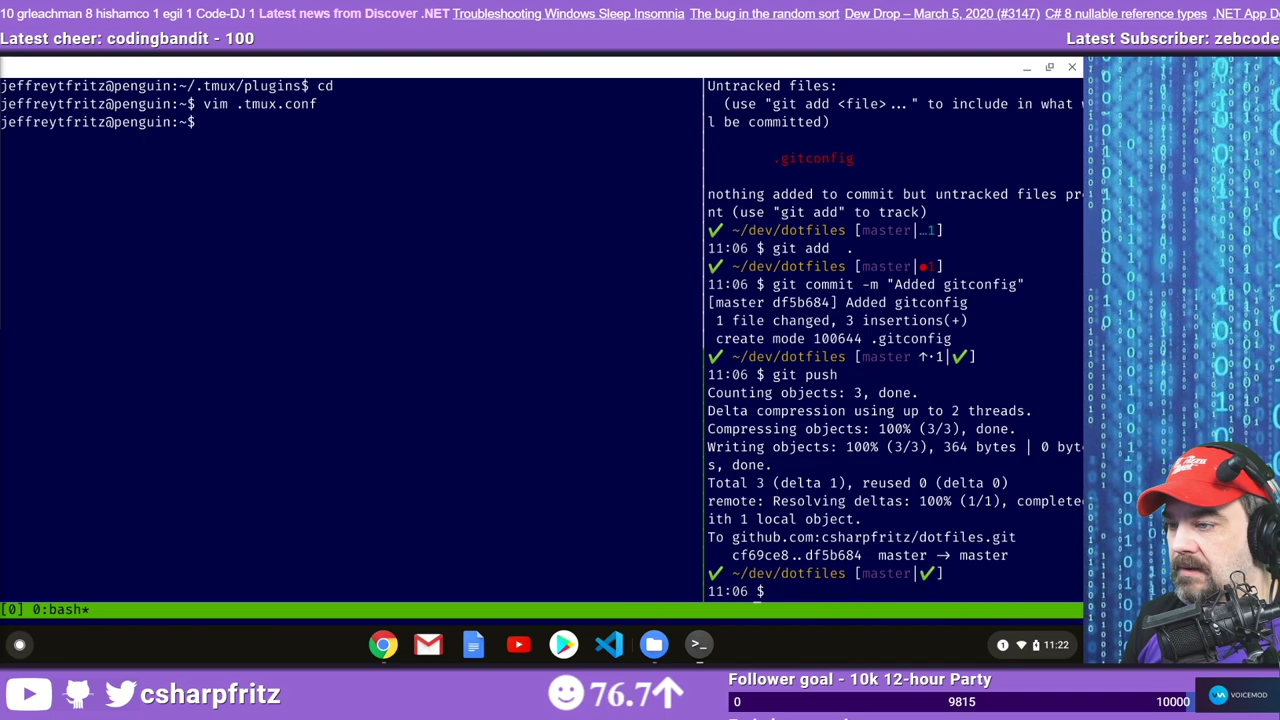 10 grleachman 8 hishamco 1 egil 1 Code-DJ 1 Latest news from Discover .NET Troubleshooting Windows Sleep Insomnia The bug in the random sort Dew Drop – March 5, 2020 (#3147) C# 8 nullable reference types .NET App D
Latest cheer: codingbandit - 100
Latest Subscriber: zebcode
jeffreytfritz@penguin:~/.tmux/plugins$ cd
jeffreytfritz@penguin:~$ vim .tmux.conf
jeffreytfritz@penguin:~$
Untracked files:
(use "git add <file>..." to include in what
l be committed)
.gitconfig
nothing added to commit but untracked files pr
nt (use "git add" to track)
✔ ~/dev/dotfiles [master|…1]
11:06 $ git add .
✔ ~/dev/dotfiles [master|●1]
11:06 $ git commit -m "Added gitconfig"
[master df5b684] Added gitconfig
1 file changed, 3 insertions(+)
create mode 100644 .gitconfig
✔ ~/dev/dotfiles [master ↑·1|✔]
11:06 $ git push
Counting objects: 3, done.
Delta compression using up to 2 threads.
Compressing objects: 100% (3/3), done.
Writing objects: 100% (3/3), 364 bytes | 0 byt
s, done.
Total 3 (delta 1), reused 0 (delta 0)
remote: Resolving deltas: 100% (1/1), complete
ith 1 local object.
To github.com:csharpfritz/dotfiles.git
cf69ce8..df5b684 master -> master
✔ ~/dev/dotfiles [master|✔]
11:06 $
[0] 0:bash*
1 11:22
csharpfritz
76.7↑
Follower goal - 10k 12-hour Party
0 9815 10000
VOICEMOD